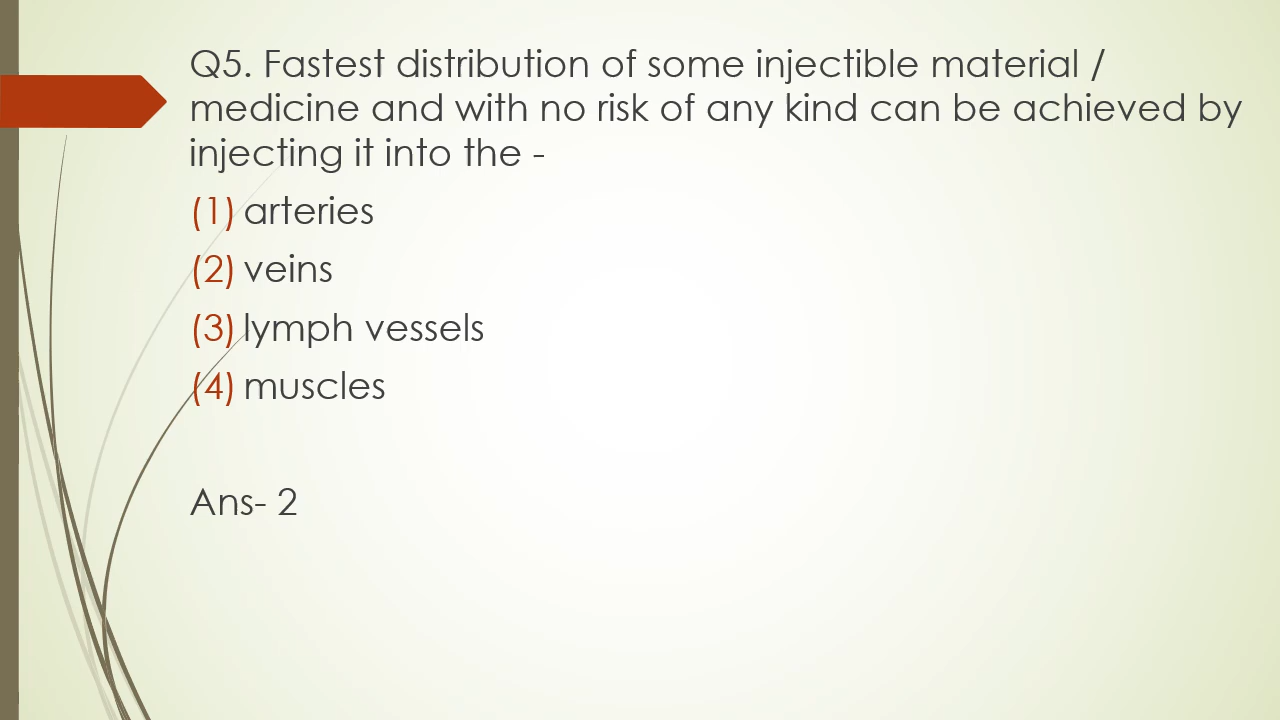 Q5. Fastest distribution of some injectible material /
medicine and with no risk of any kind can be achieved by
injecting it into the -
(1) arteries
(2) veins
(3) lymph vessels
(4) muscles
Ans- 2